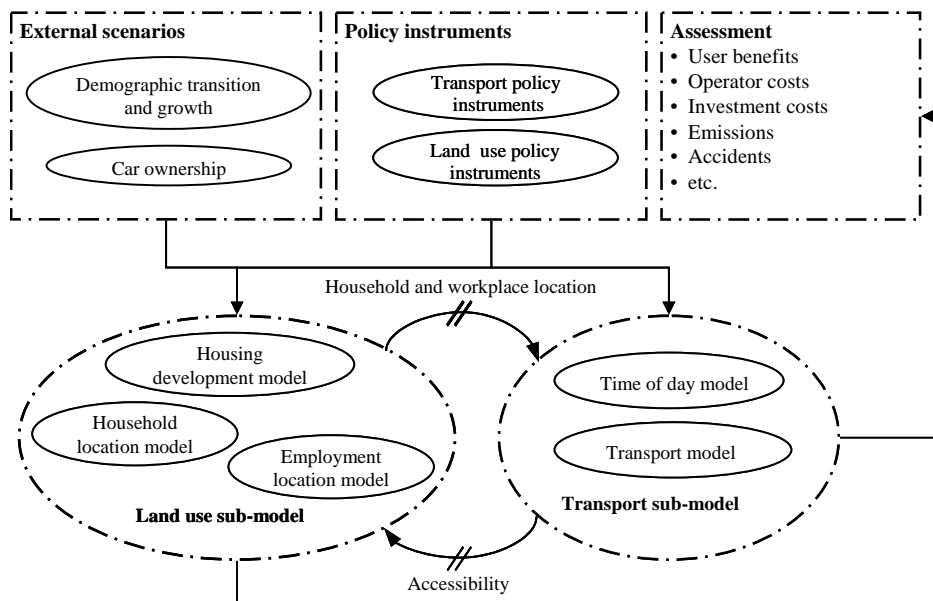 External scenarios
Demographic transition
and growth
Car ownership
Policy instruments
Transport policy
instruments
Land use policy
instruments
Assessment
• User benefits
• Operator costs
• Investment costs
• Emissions
• Accidents
• etc.
Household and workplace location
Housing
development model
Household
location model
Employment
location model
Land use sub-model
Time of day model
Transport model
Transport sub-model
Accessibility